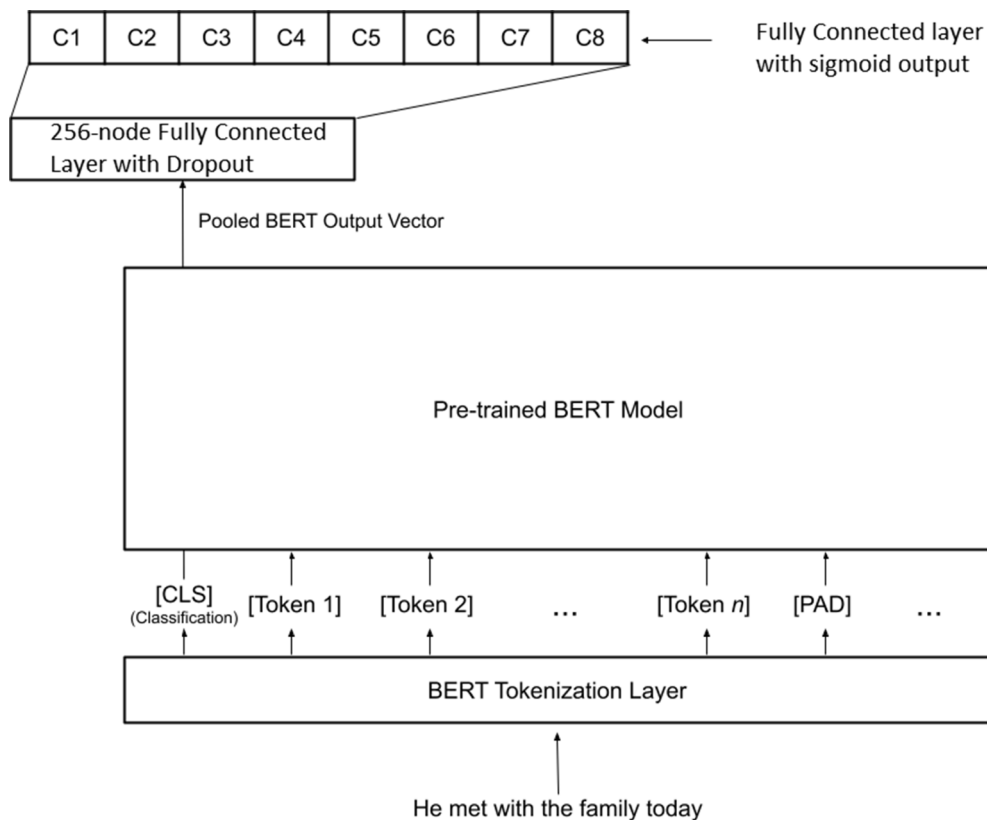 C1 C2 C3 C4 C5 C6 C7 C8
Fully Connected layer
with sigmoid output
256-node Fully Connected
Layer with Dropout
Pooled BERT Output Vector
Pre-trained BERT Model
[CLS] [Token 1] [Token 2] ... [Token n] [PAD] ...
(Classification)
BERT Tokenization Layer
He met with the family today